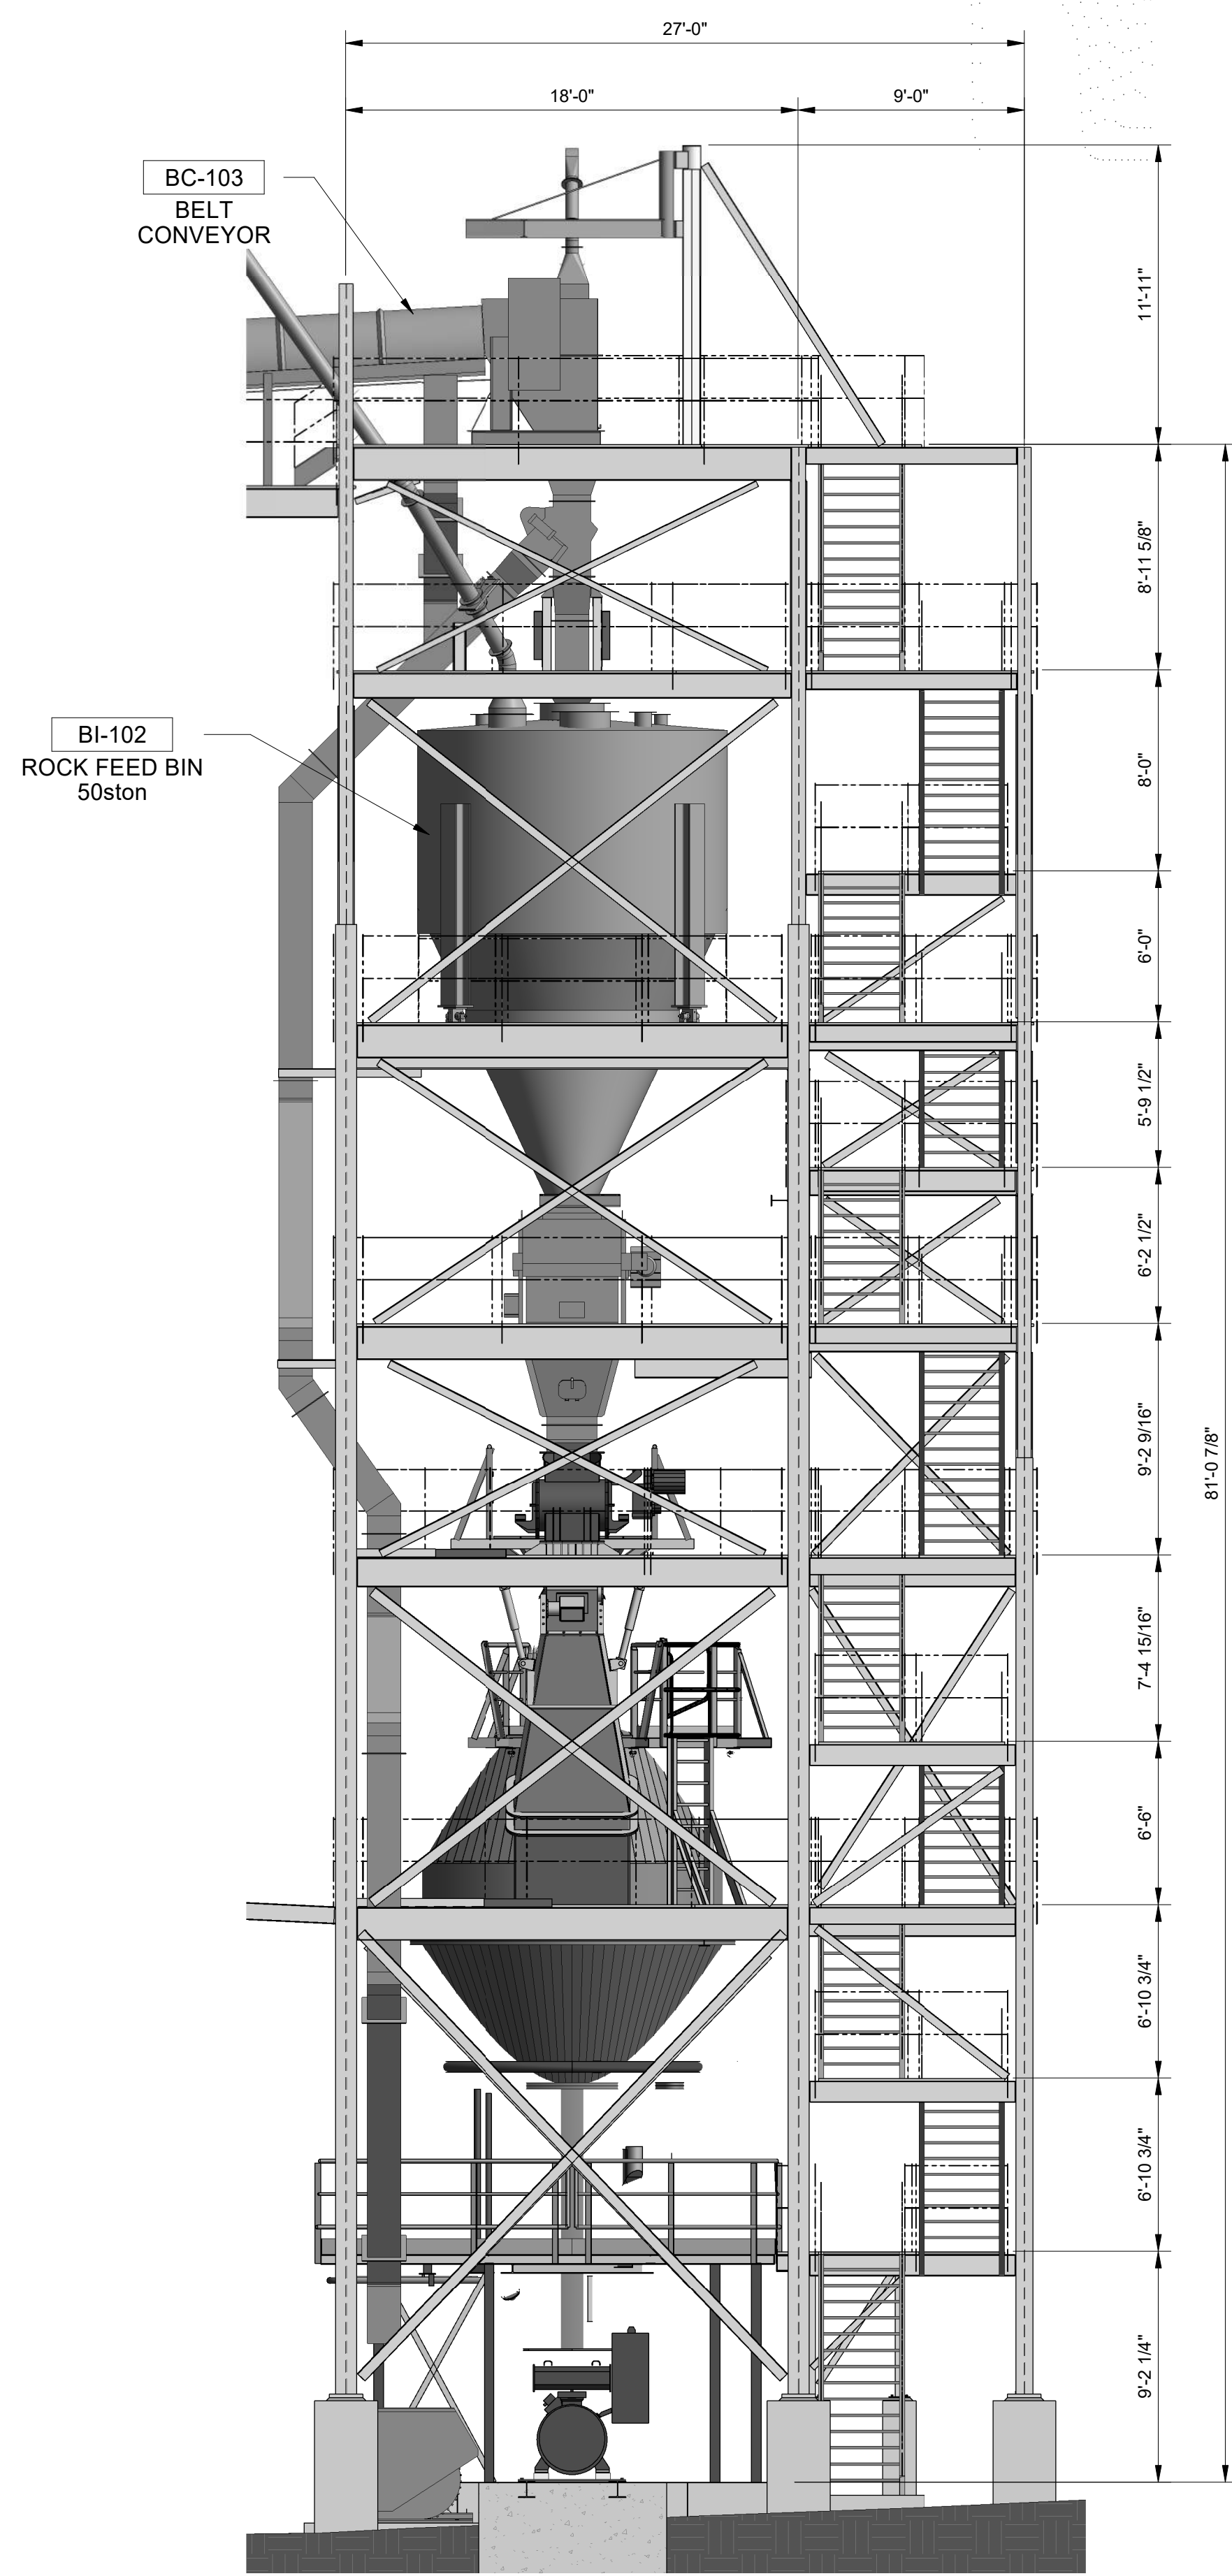 27'-0"
18'-0"
9'-0"
BC-103
BELT
CONVEYOR
11'-11"
8'-11 5/8"
BI-102
ROCK FEED BIN
50ston
8'-0"
6'-0"
5'-9 1/2"
6'-2 1/2"
9'-2 9/16"
81'-0 7/8"
7'-4 15/16"
6'-6"
6'-10 3/4"
6'-10 3/4"
9'-2 1/4"